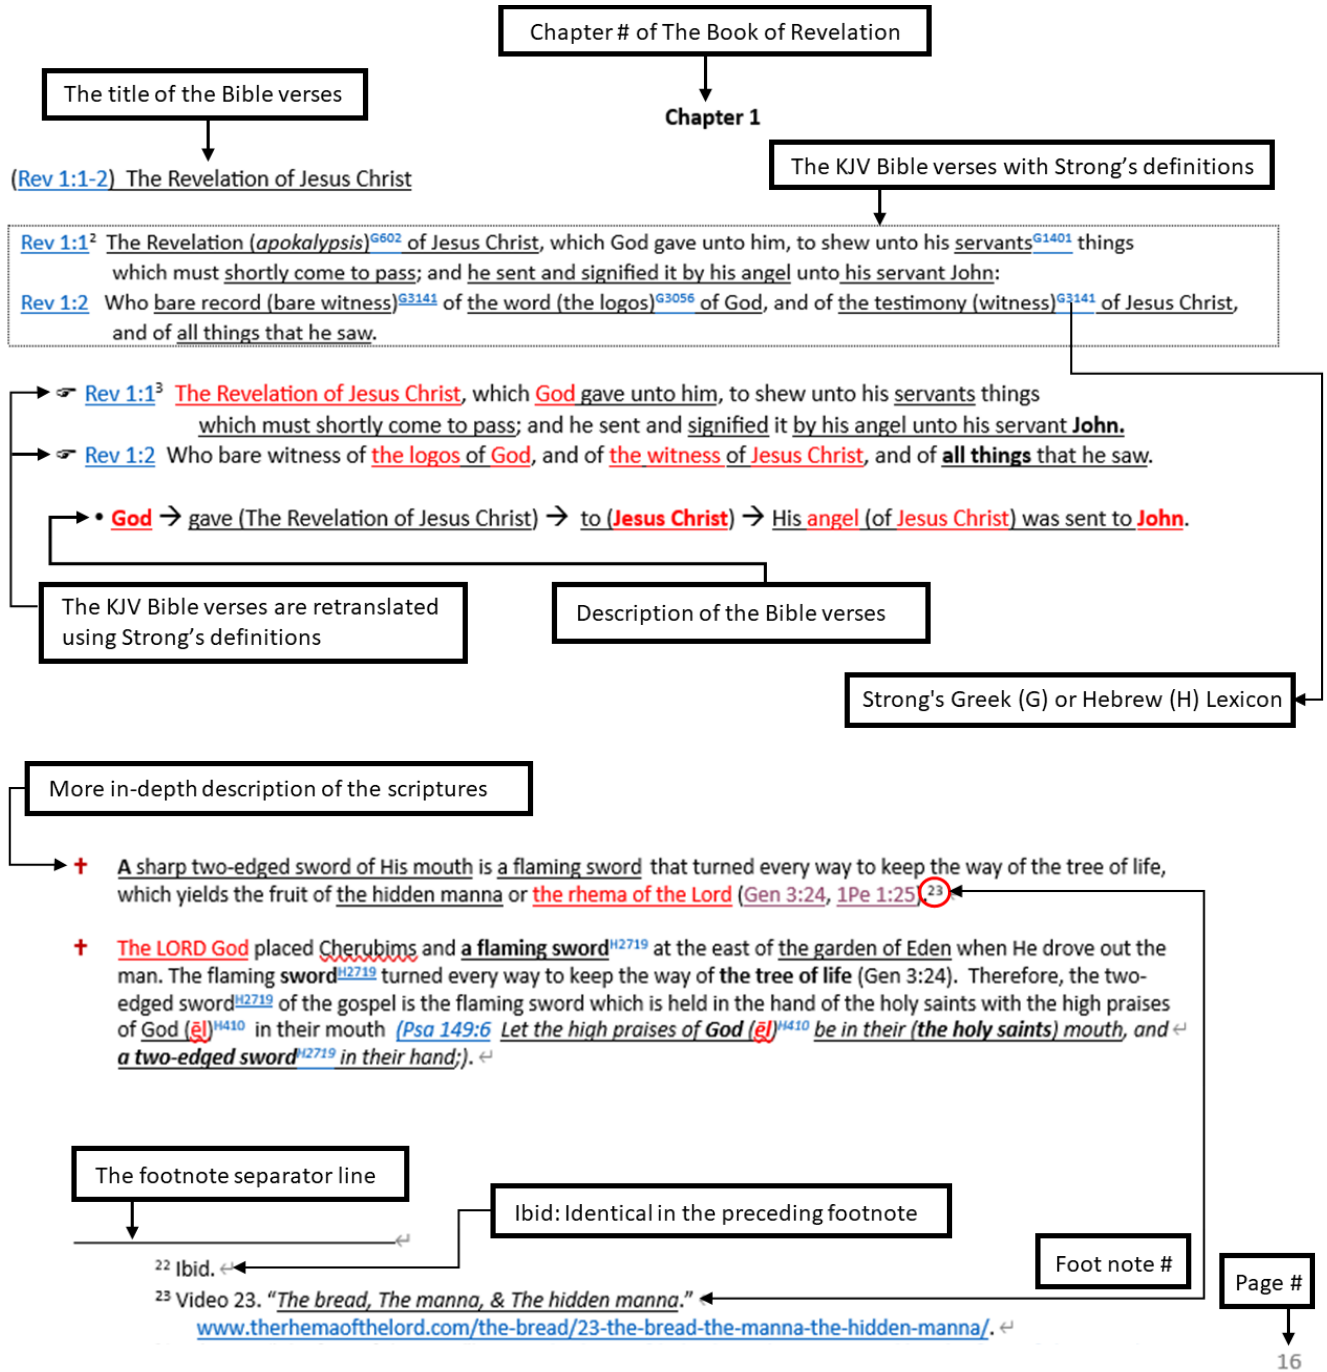 Chapter # of The Book of Revelation
The title of the Bible verses
Chapter 1
The KJV Bible verses with Strong's definitions
(Rev 1:1-2)  The Revelation of Jesus Christ
Rev 1:1²  The Revelation (apokalypsis)G602 of Jesus Christ, which God gave unto him, to shew unto his servantsG1401 things
which must shortly come to pass; and he sent and signified it by his angel unto his servant John:
Rev 1:2   Who bare record (bare witness)G3141 of the word (the logos)G3056 of God, and of the testimony (witness)G3141 of Jesus Christ,
and of all things that he saw.
☞ Rev 1:1³  The Revelation of Jesus Christ, which God gave unto him, to shew unto his servants things
which must shortly come to pass; and he sent and signified it by his angel unto his servant John.
☞ Rev 1:2  Who bare witness of the logos of God, and of the witness of Jesus Christ, and of all things that he saw.
• God → gave (The Revelation of Jesus Christ) → to (Jesus Christ) → His angel (of Jesus Christ) was sent to John.
The KJV Bible verses are retranslated
using Strong's definitions
Description of the Bible verses
Strong's Greek (G) or Hebrew (H) Lexicon
More in-depth description of the scriptures
✝ A sharp two-edged sword of His mouth is a flaming sword that turned every way to keep the way of the tree of life,
which yields the fruit of the hidden manna or the rhema of the Lord (Gen 3:24, 1Pe 1:25).²³
✝ The LORD God placed Cherubims and a flaming swordH2719 at the east of the garden of Eden when He drove out the
man. The flaming swordH2719 turned every way to keep the way of the tree of life (Gen 3:24).  Therefore, the two-
edged swordH2719 of the gospel is the flaming sword which is held in the hand of the holy saints with the high praises
of God (ēl)H410  in their mouth  (Psa 149:6  Let the high praises of God (ēl)H410 be in their (the holy saints) mouth, and ↵
a two-edged swordH2719 in their hand;). ↵
The footnote separator line
Ibid: Identical in the preceding footnote
↵
Foot note #
Page #
²² Ibid. ↵
²³ Video 23. “The bread, The manna, & The hidden manna.”
www.therhemaofthelord.com/the-bread/23-the-bread-the-manna-the-hidden-manna/. ↵
16